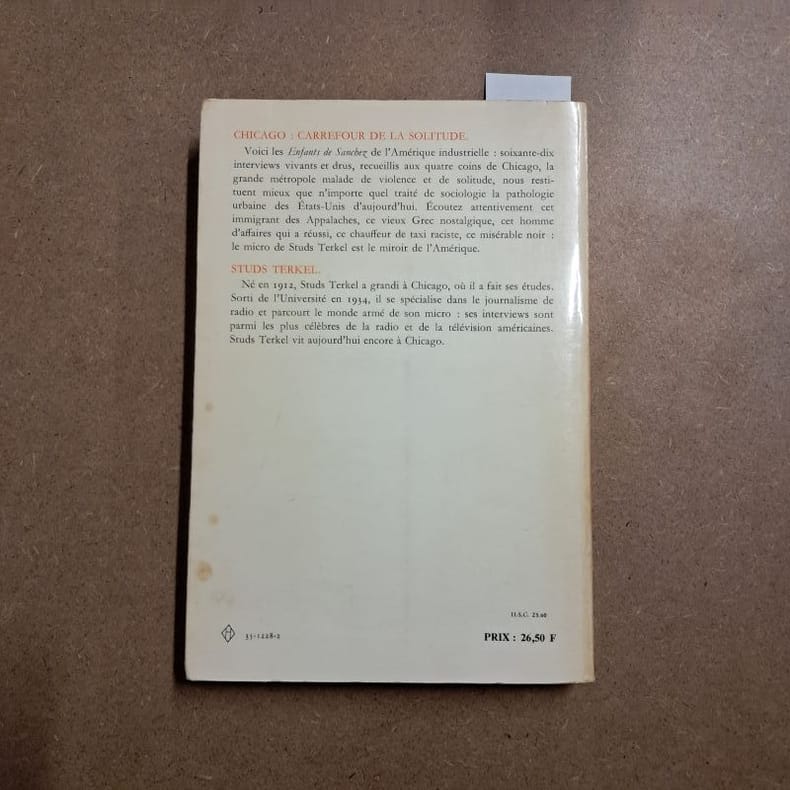 CHICAGO : CARREFOUR DE LA SOLITUDE.
Voici les Enfants de Sanchez de l'Amérique industrielle : soixante-dix
interviews vivants et drus, recueillis aux quatre coins de Chicago, la
grande métropole malade de violence et de solitude, nous resti-
tuent mieux que n'importe quel traité de sociologie la pathologie
urbaine des États-Unis d'aujourd'hui. Écoutez attentivement cet
immigrant des Appalaches, ce vieux Grec nostalgique, cet homme
d'affaires qui a réussi, ce chauffeur de taxi raciste, ce misérable noir :
le micro de Studs Terkel est le miroir de l'Amérique.
STUDS TERKEL.
Né en 1912, Studs Terkel a grandi à Chicago, où il a fait ses études.
Sorti de l'Université en 1934, il se spécialise dans le journalisme de
radio et parcourt le monde armé de son micro : ses interviews sont
parmi les plus célèbres de la radio et de la télévision américaines.
Studs Terkel vit aujourd'hui encore à Chicago.
H.S.C.
H 35-1228-2
PRIX : 26,50 F